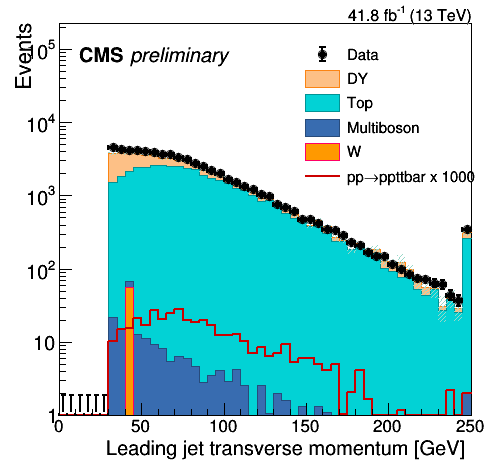 41.8 fb⁻¹ (13 TeV)
Events
CMS preliminary
Data
DY
Top
Multiboson
W
pp→ppttbar x 1000
10⁵
10⁴
10³
10²
10
1
0 50 100 150 200 250
Leading jet transverse momentum [GeV]